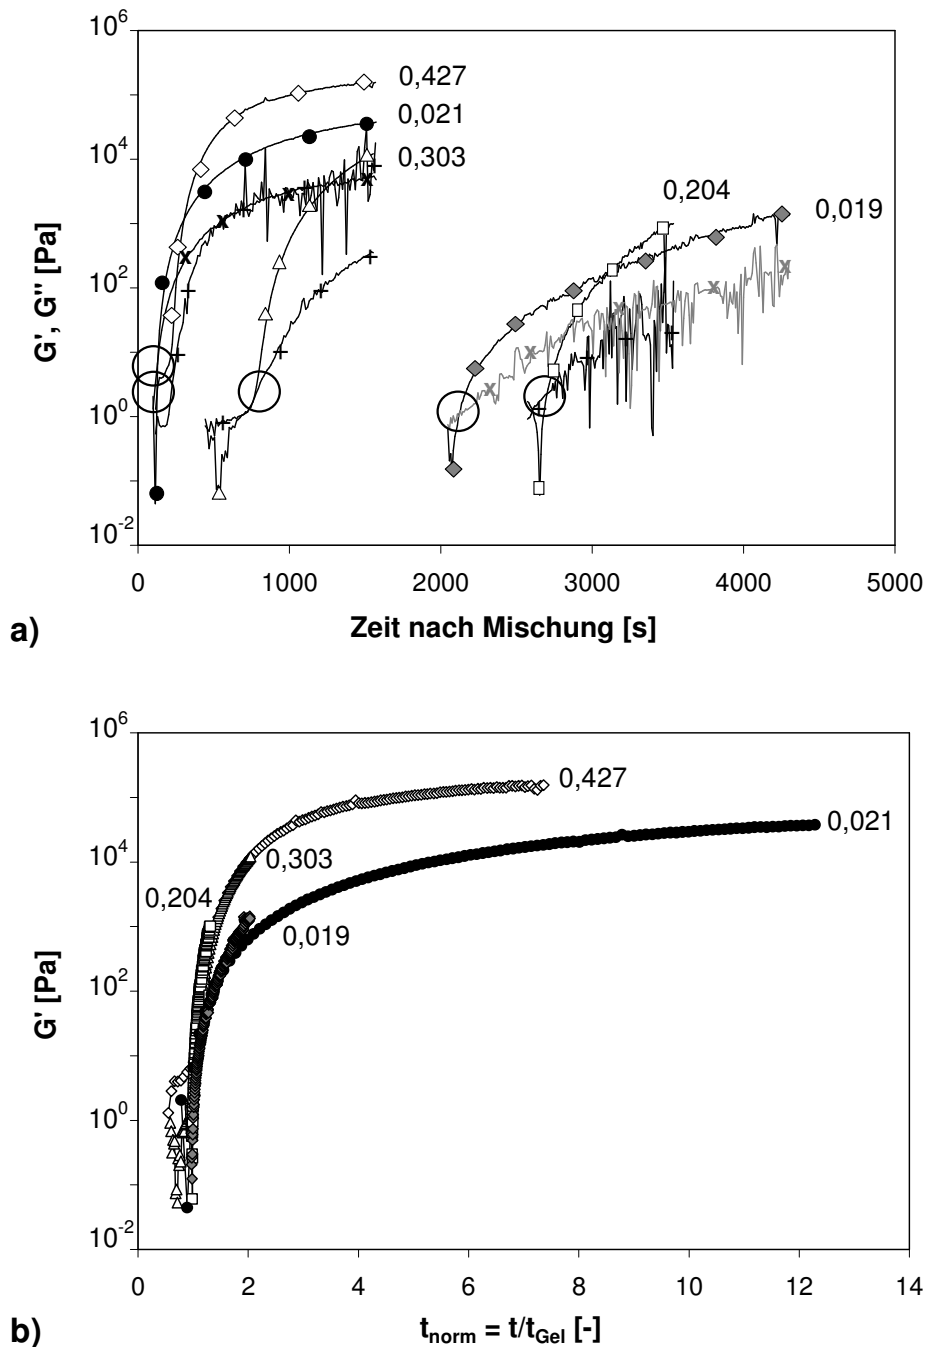 10^6
0,427
0,021
10^4
0,303
0,204
0,019
G', G'' [Pa]
10^2
10^0
10^-2
0 1000 2000 3000 4000 5000
a)
Zeit nach Mischung [s]
10^6
0,427
0,021
10^4
0,303
0,204
0,019
G' [Pa]
10^2
10^0
10^-2
0 2 4 6 8 10 12 14
b)
t_norm = t/t_Gel [-]